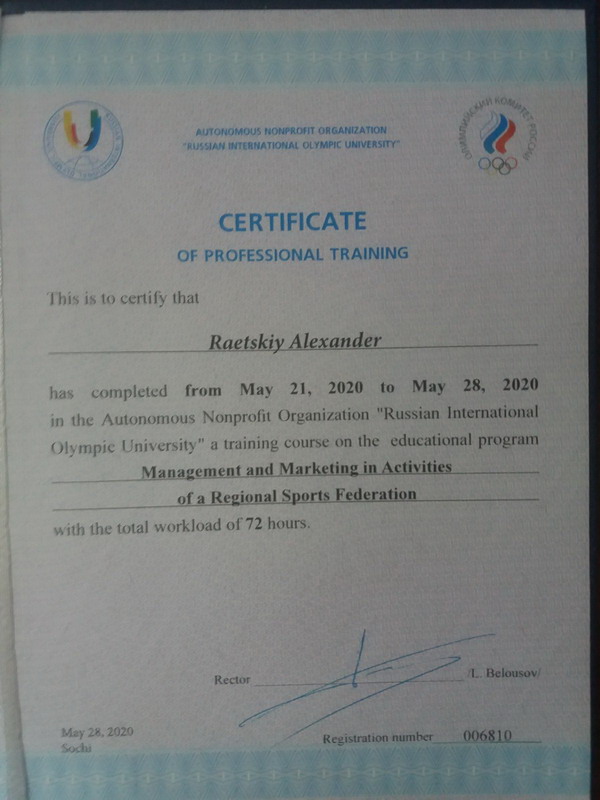 AUTONOMOUS NONPROFIT ORGANIZATION
"RUSSIAN INTERNATIONAL OLYMPIC UNIVERSITY"
ОЛИМПИЙСКИЙ КОМИТЕТ РОССИИ
CERTIFICATE
OF PROFESSIONAL TRAINING
This is to certify that
Raetskiy Alexander
has completed from May 21, 2020 to May 28, 2020
in the Autonomous Nonprofit Organization "Russian International
Olympic University" a training course on the educational program
Management and Marketing in Activities
of a Regional Sports Federation
with the total workload of 72 hours.
Rector /L. Belousov/
May 28, 2020
Sochi
Registration number 006810